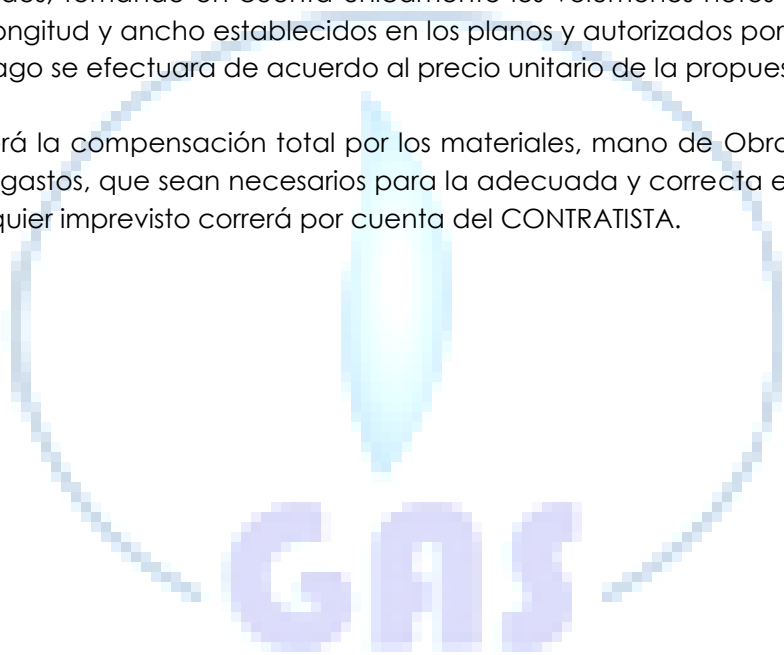 ongitud y ancho establecidos en los planos y autorizados por
ago se efectuara de acuerdo al precio unitario de la propues
rá la compensación total por los materiales, mano de Obra
gastos, que sean necesarios para la adecuada y correcta e
quier imprevisto correrá por cuenta del CONTRATISTA.
GAS